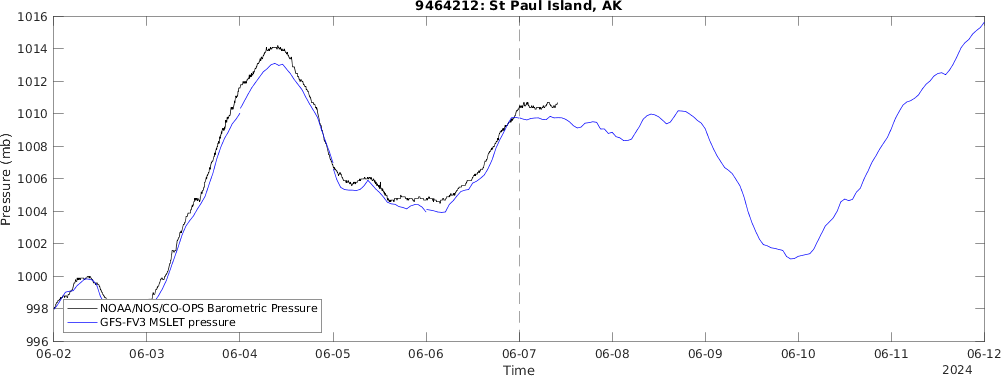 9464212: St Paul Island, AK
1016
1014
1012
1010
1008
1006
1004
1002
1000
998
996
Pressure (mb)
NOAA/NOS/CO-OPS Barometric Pressure
GFS-FV3 MSLET pressure
06-02 06-03 06-04 06-05 06-06 06-07 06-08 06-09 06-10 06-11 06-12
Time
2024